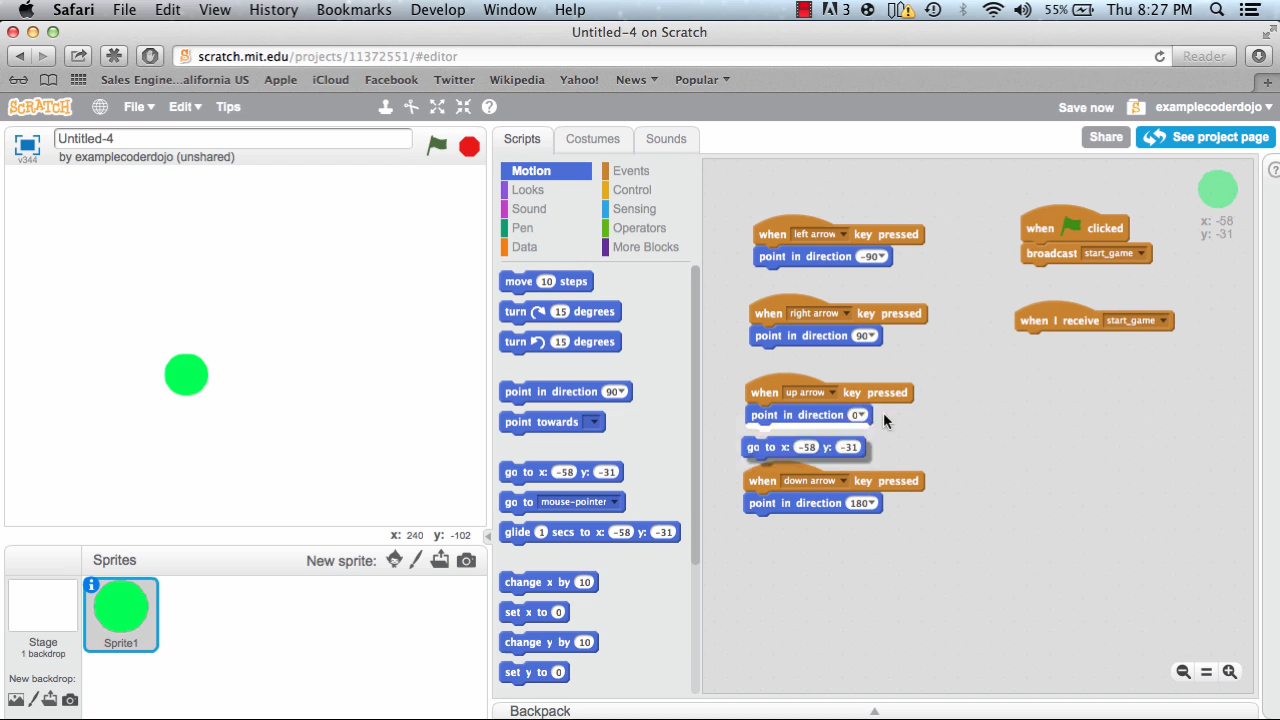 Safari File Edit View History Bookmarks Develop Window Help 3 55% Thu 8:27 PM
Untitled-4 on Scratch
scratch.mit.edu/projects/11372551/#editor Reader
Sales Engine...alifornia US Apple iCloud Facebook Twitter Wikipedia Yahoo! News Popular
SCRATCH File Edit Tips Save now examplecoderdojo
Share See project page
v344
Untitled-4
by examplecoderdojo (unshared)
x: 240 y: -102
Sprites New sprite:
Stage
1 backdrop
New backdrop:
Sprite1
Scripts Costumes Sounds
Motion Events
Looks Control
Sound Sensing
Pen Operators
Data More Blocks
move 10 steps
turn 15 degrees
turn 15 degrees
point in direction 90
point towards
go to x: -58 y: -31
go to mouse-pointer
glide 1 secs to x: -58 y: -31
change x by 10
set x to 0
change y by 10
set y to 0
when left arrow key pressed
point in direction -90
when right arrow key pressed
point in direction 90
when up arrow key pressed
point in direction 0
go to x: -58 y: -31
when down arrow key pressed
point in direction 180
when clicked
broadcast start_game
when I receive start_game
x: -58
y: -31
Backpack